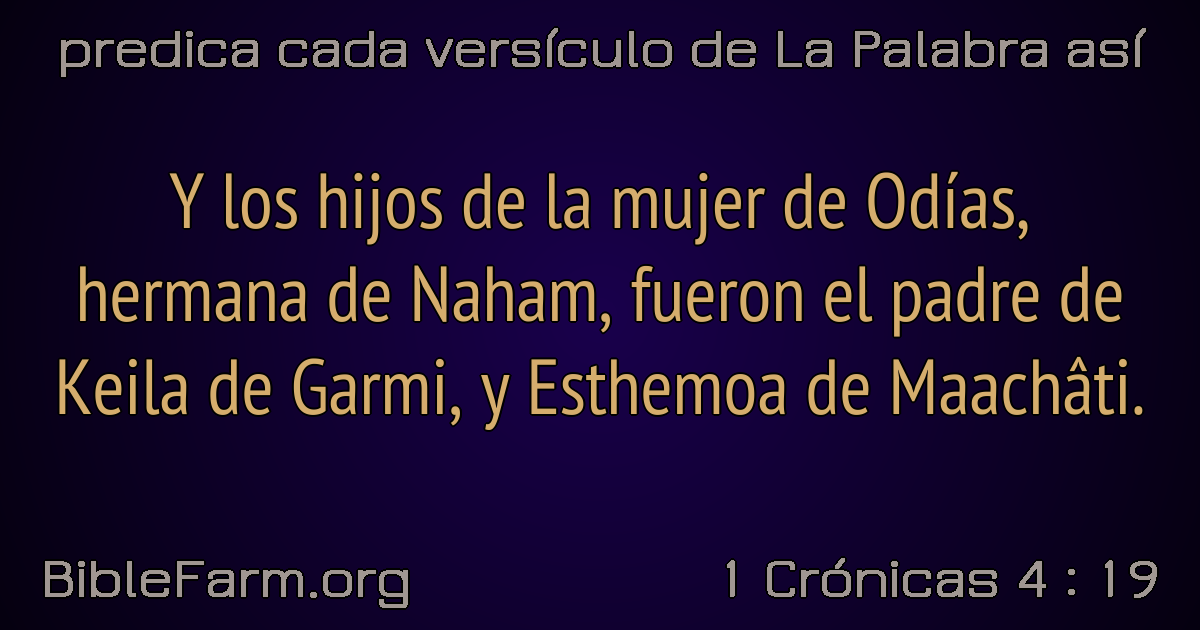 predica cada versículo de La Palabra así
Y los hijos de la mujer de Odías,
hermana de Naham, fueron el padre de
Keila de Garmi, y Esthemoa de Maachâti.
BibleFarm.org
1 Crónicas 4 : 19